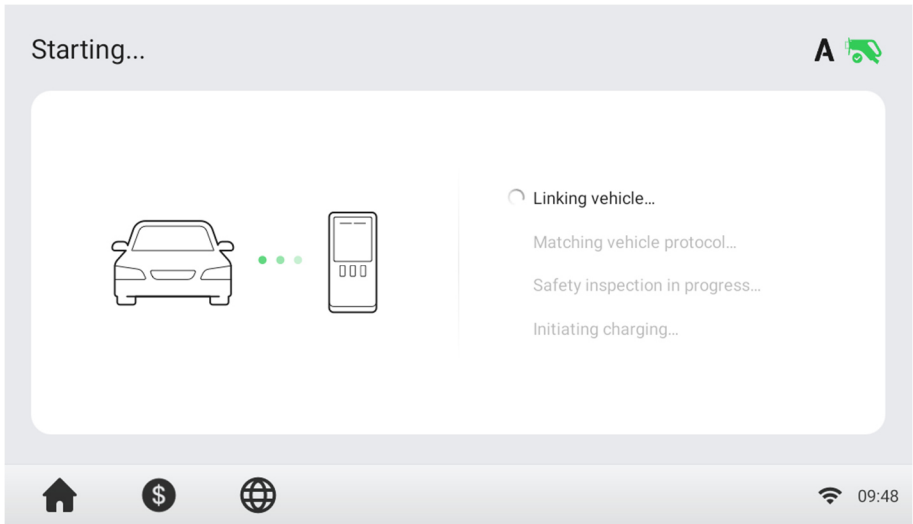 Starting...
A
Linking vehicle...
Matching vehicle protocol...
Safety inspection in progress...
Initiating charging...
$
09:48